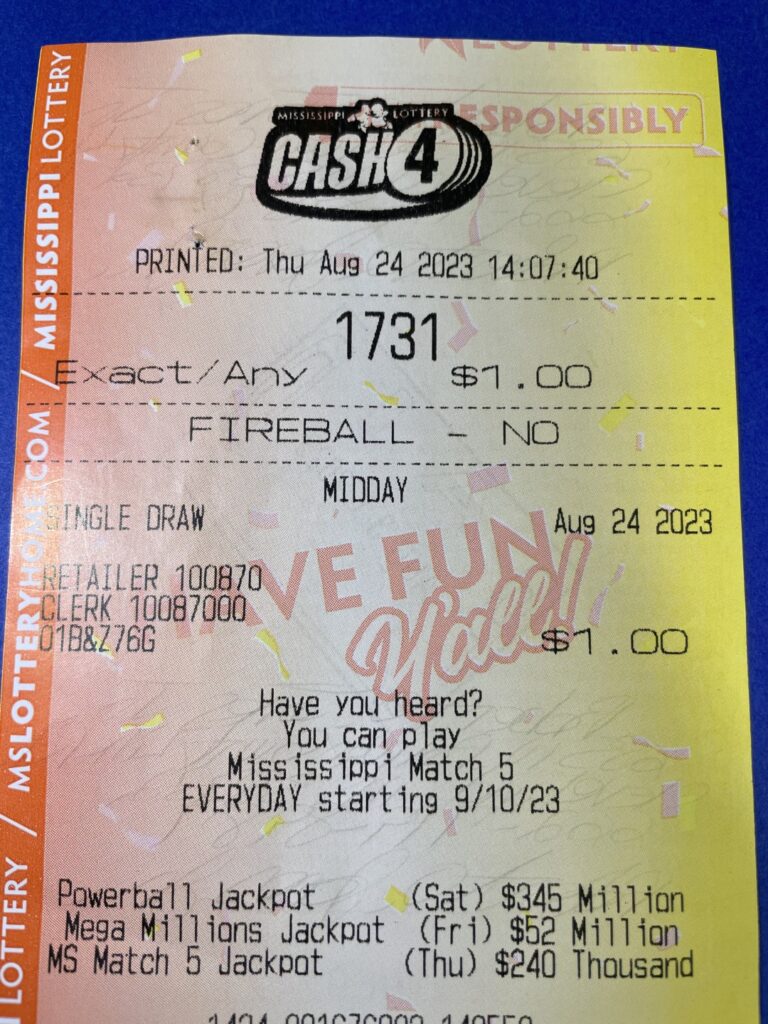 LOTTERY
RESPONSIBLY
MISSISSIPPI LOTTERY
CASH 4
PRINTED: Thu Aug 24 2023 14:07:40
1731
Exact/Any $1.00
FIREBALL - NO
MIDDAY
SINGLE DRAW Aug 24 2023
RETAILER 100870
CLERK 10087000
01B&Z76G $1.00
HAVE FUN
Y'all!
Have you heard?
You can play
Mississippi Match 5
EVERYDAY starting 9/10/23
Powerball Jackpot (Sat) $345 Million
Mega Millions Jackpot (Fri) $52 Million
MS Match 5 Jackpot (Thu) $240 Thousand
LOTTERY / MSLOTTERYHOME.COM / MISSISSIPPI LOTTERY